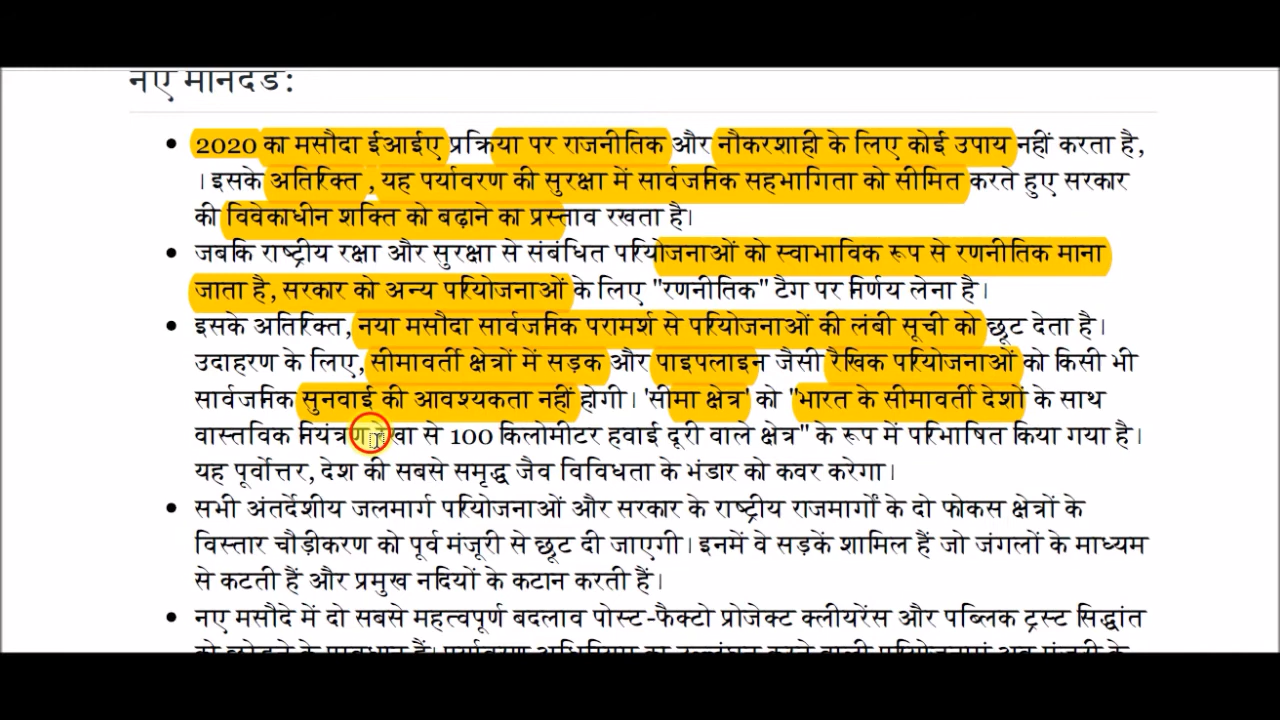 नए मानदंड:
• 2020 का मसौदा ईआईए प्रक्रिया पर राजनीतिक और नौकरशाही के लिए कोई उपाय नहीं करता है,
। इसके अतिरिक्त , यह पर्यावरण की सुरक्षा में सार्वजनिक सहभागिता को सीमित करते हुए सरकार
की विवेकाधीन शक्ति को बढ़ाने का प्रस्ताव रखता है।
• जबकि राष्ट्रीय रक्षा और सुरक्षा से संबंधित परियोजनाओं को स्वाभाविक रूप से रणनीतिक माना
जाता है, सरकार को अन्य परियोजनाओं के लिए "रणनीतिक" टैग पर निर्णय लेना है।
• इसके अतिरिक्त, नया मसौदा सार्वजनिक परामर्श से परियोजनाओं की लंबी सूची को छूट देता है।
उदाहरण के लिए, सीमावर्ती क्षेत्रों में सड़क और पाइपलाइन जैसी रैखिक परियोजनाओं को किसी भी
सार्वजनिक सुनवाई की आवश्यकता नहीं होगी। 'सीमा क्षेत्र' को "भारत के सीमावर्ती देशों के साथ
वास्तविक नियंत्रण रेखा से 100 किलोमीटर हवाई दूरी वाले क्षेत्र" के रूप में परिभाषित किया गया है।
यह पूर्वोत्तर, देश की सबसे समृद्ध जैव विविधता के भंडार को कवर करेगा।
• सभी अंतर्देशीय जलमार्ग परियोजनाओं और सरकार के राष्ट्रीय राजमार्गों के दो फोकस क्षेत्रों के
विस्तार चौड़ीकरण को पूर्व मंजूरी से छूट दी जाएगी। इनमें वे सड़कें शामिल हैं जो जंगलों के माध्यम
से कटती हैं और प्रमुख नदियों के कटान करती हैं।
• नए मसौदे में दो सबसे महत्वपूर्ण बदलाव पोस्ट-फैक्टो प्रोजेक्ट क्लीयरेंस और पब्लिक ट्रस्ट सिद्धांत